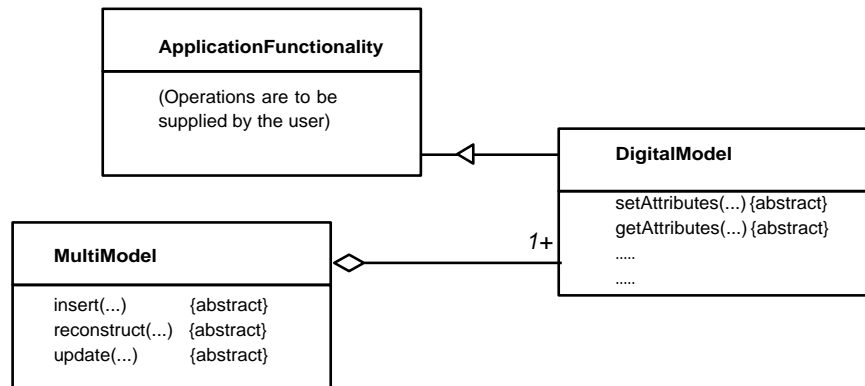 ApplicationFunctionality
(Operations are to be
supplied by the user)
DigitalModel
setAttributes(...) {abstract}
getAttributes(...) {abstract}
.....
.....
1+
MultiModel
insert(...) {abstract}
reconstruct(...) {abstract}
update(...) {abstract}